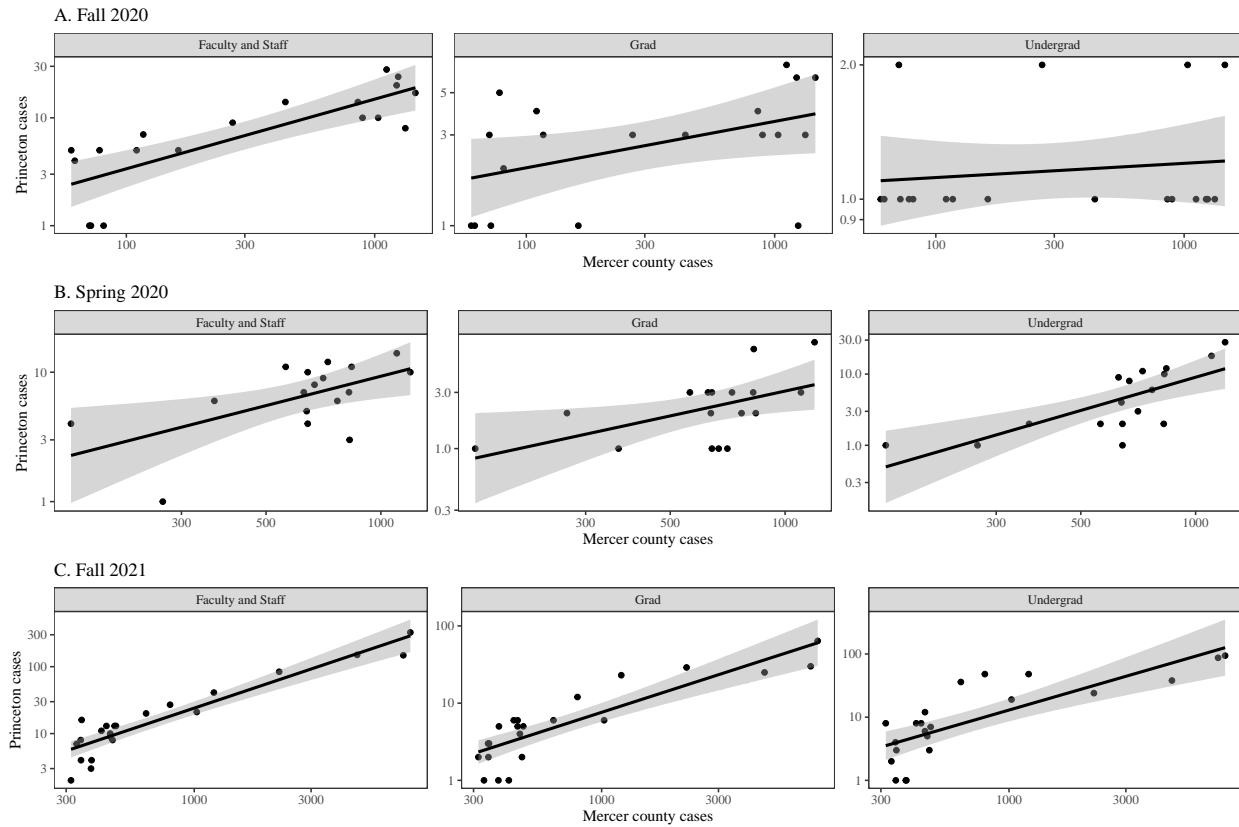 A. Fall 2020
Faculty and Staff Grad Undergrad
30
10
3
1
100 300 1000
5
3
1
100 300 1000
2.0
1.0
0.9
100 300 1000
Princeton cases
Mercer county cases
B. Spring 2020
Faculty and Staff Grad Undergrad
10
3
1
300 500 1000
3.0
1.0
0.3
300 500 1000
30.0
10.0
3.0
1.0
0.3
300 500 1000
Princeton cases
Mercer county cases
C. Fall 2021
Faculty and Staff Grad Undergrad
300
100
30
10
3
300 1000 3000
100
10
1
300 1000 3000
100
10
1
300 1000 3000
Princeton cases
Mercer county cases